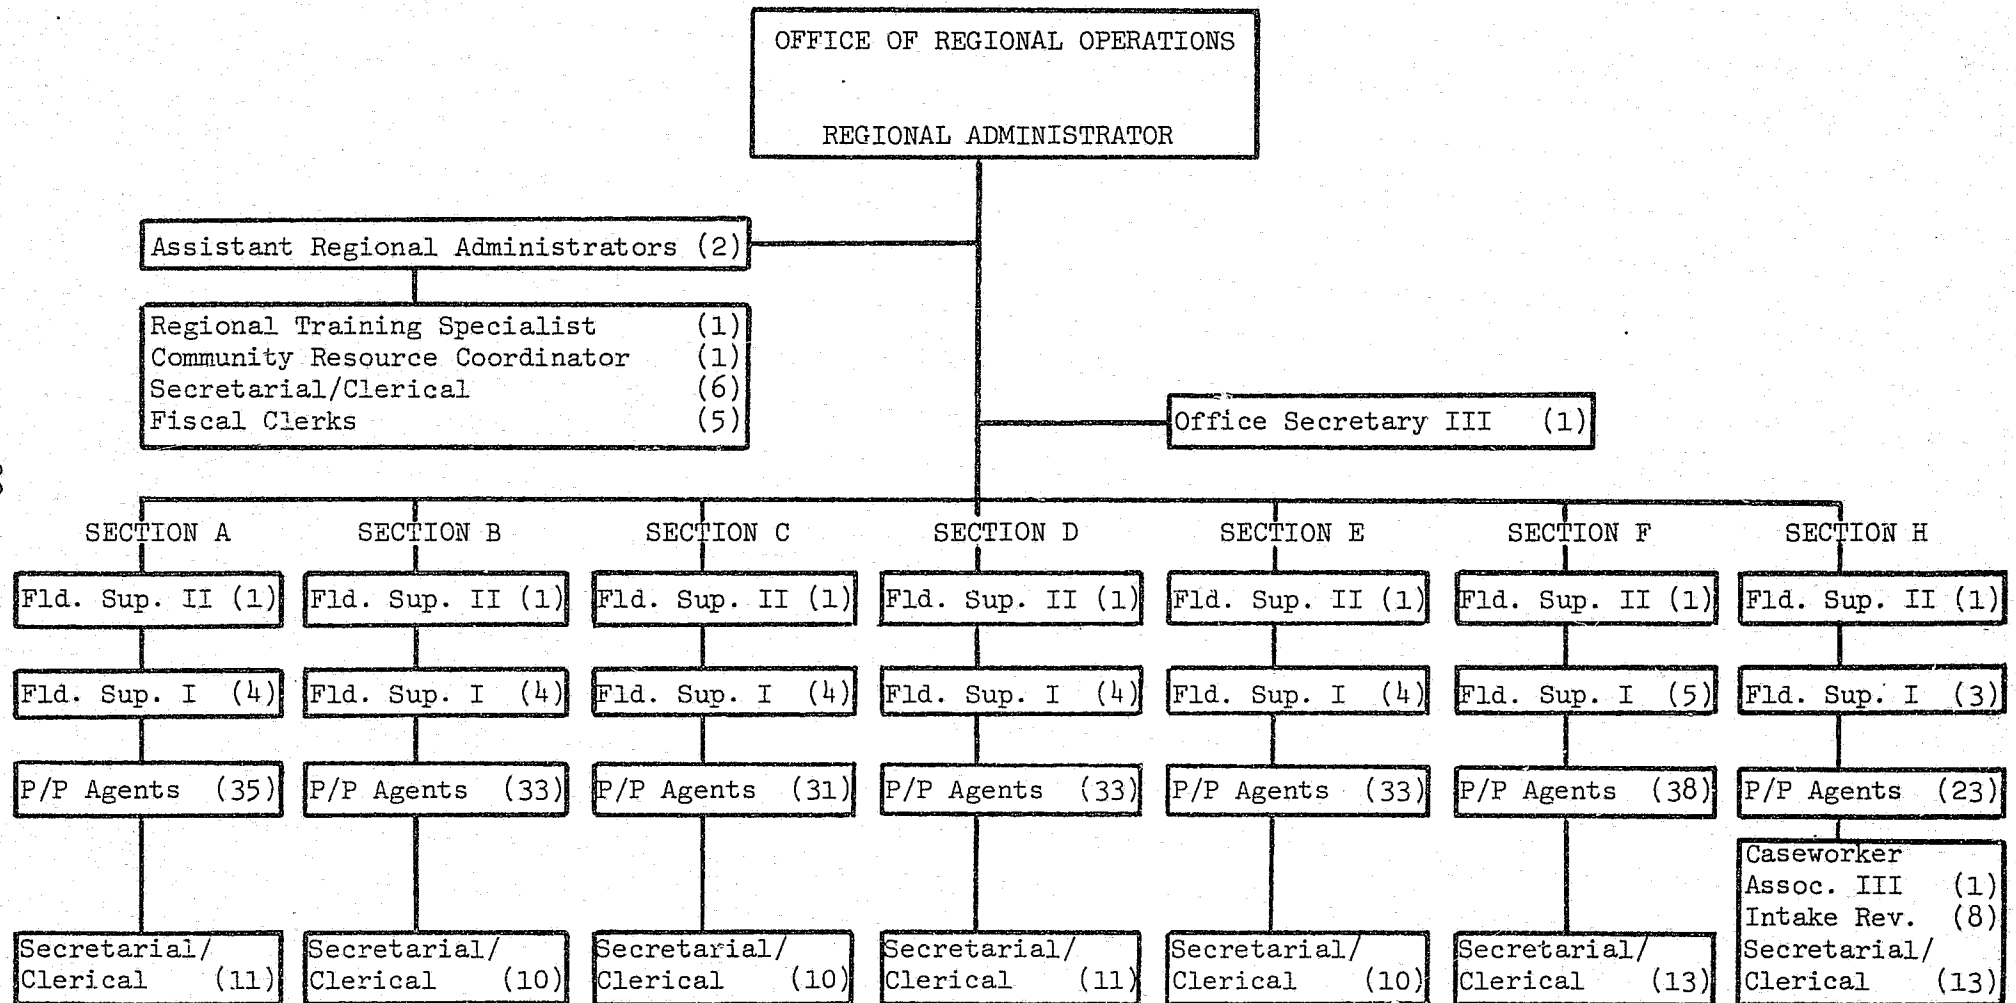 OFFICE OF REGIONAL OPERATIONS
REGIONAL ADMINISTRATOR
Assistant Regional Administrators (2)
Regional Training Specialist (1)
Community Resource Coordinator (1)
Secretarial/Clerical (6)
Fiscal Clerks (5)
Office Secretary III (1)
SECTION A
Fld. Sup. II (1)
Fld. Sup. I (4)
P/P Agents (35)
Secretarial/
Clerical (11)
SECTION B
Fld. Sup. II (1)
Fld. Sup. I (4)
P/P Agents (33)
Secretarial/
Clerical (10)
SECTION C
Fld. Sup. II (1)
Fld. Sup. I (4)
P/P Agents (31)
Secretarial/
Clerical (10)
SECTION D
Fld. Sup. II (1)
Fld. Sup. I (4)
P/P Agents (33)
Secretarial/
Clerical (11)
SECTION E
Fld. Sup. II (1)
Fld. Sup. I (4)
P/P Agents (33)
Secretarial/
Clerical (10)
SECTION F
Fld. Sup. II (1)
Fld. Sup. I (5)
P/P Agents (38)
Secretarial/
Clerical (13)
SECTION H
Fld. Sup. II (1)
Fld. Sup. I (3)
P/P Agents (23)
Caseworker
Assoc. III (1)
Intake Rev. (8)
Secretarial/
Clerical (13)